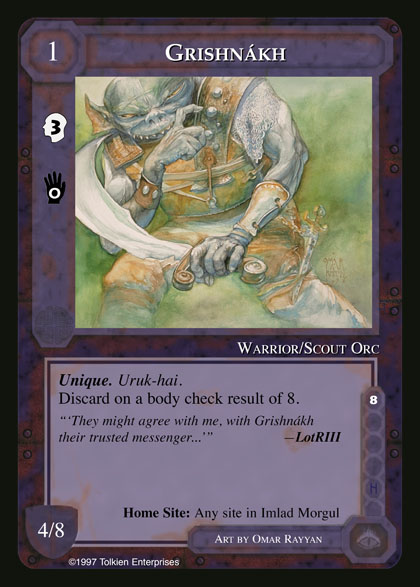 1
GRISHNÁKH
3
WARRIOR/SCOUT ORC
Unique. Uruk-hai.
Discard on a body check result of 8.
8
“‘They might agree with me, with Grishnákh
their trusted messenger...’” –LotRIII
H
Home Site: Any site in Imlad Morgul
4/8
ART BY OMAR RAYYAN
©1997 Tolkien Enterprises